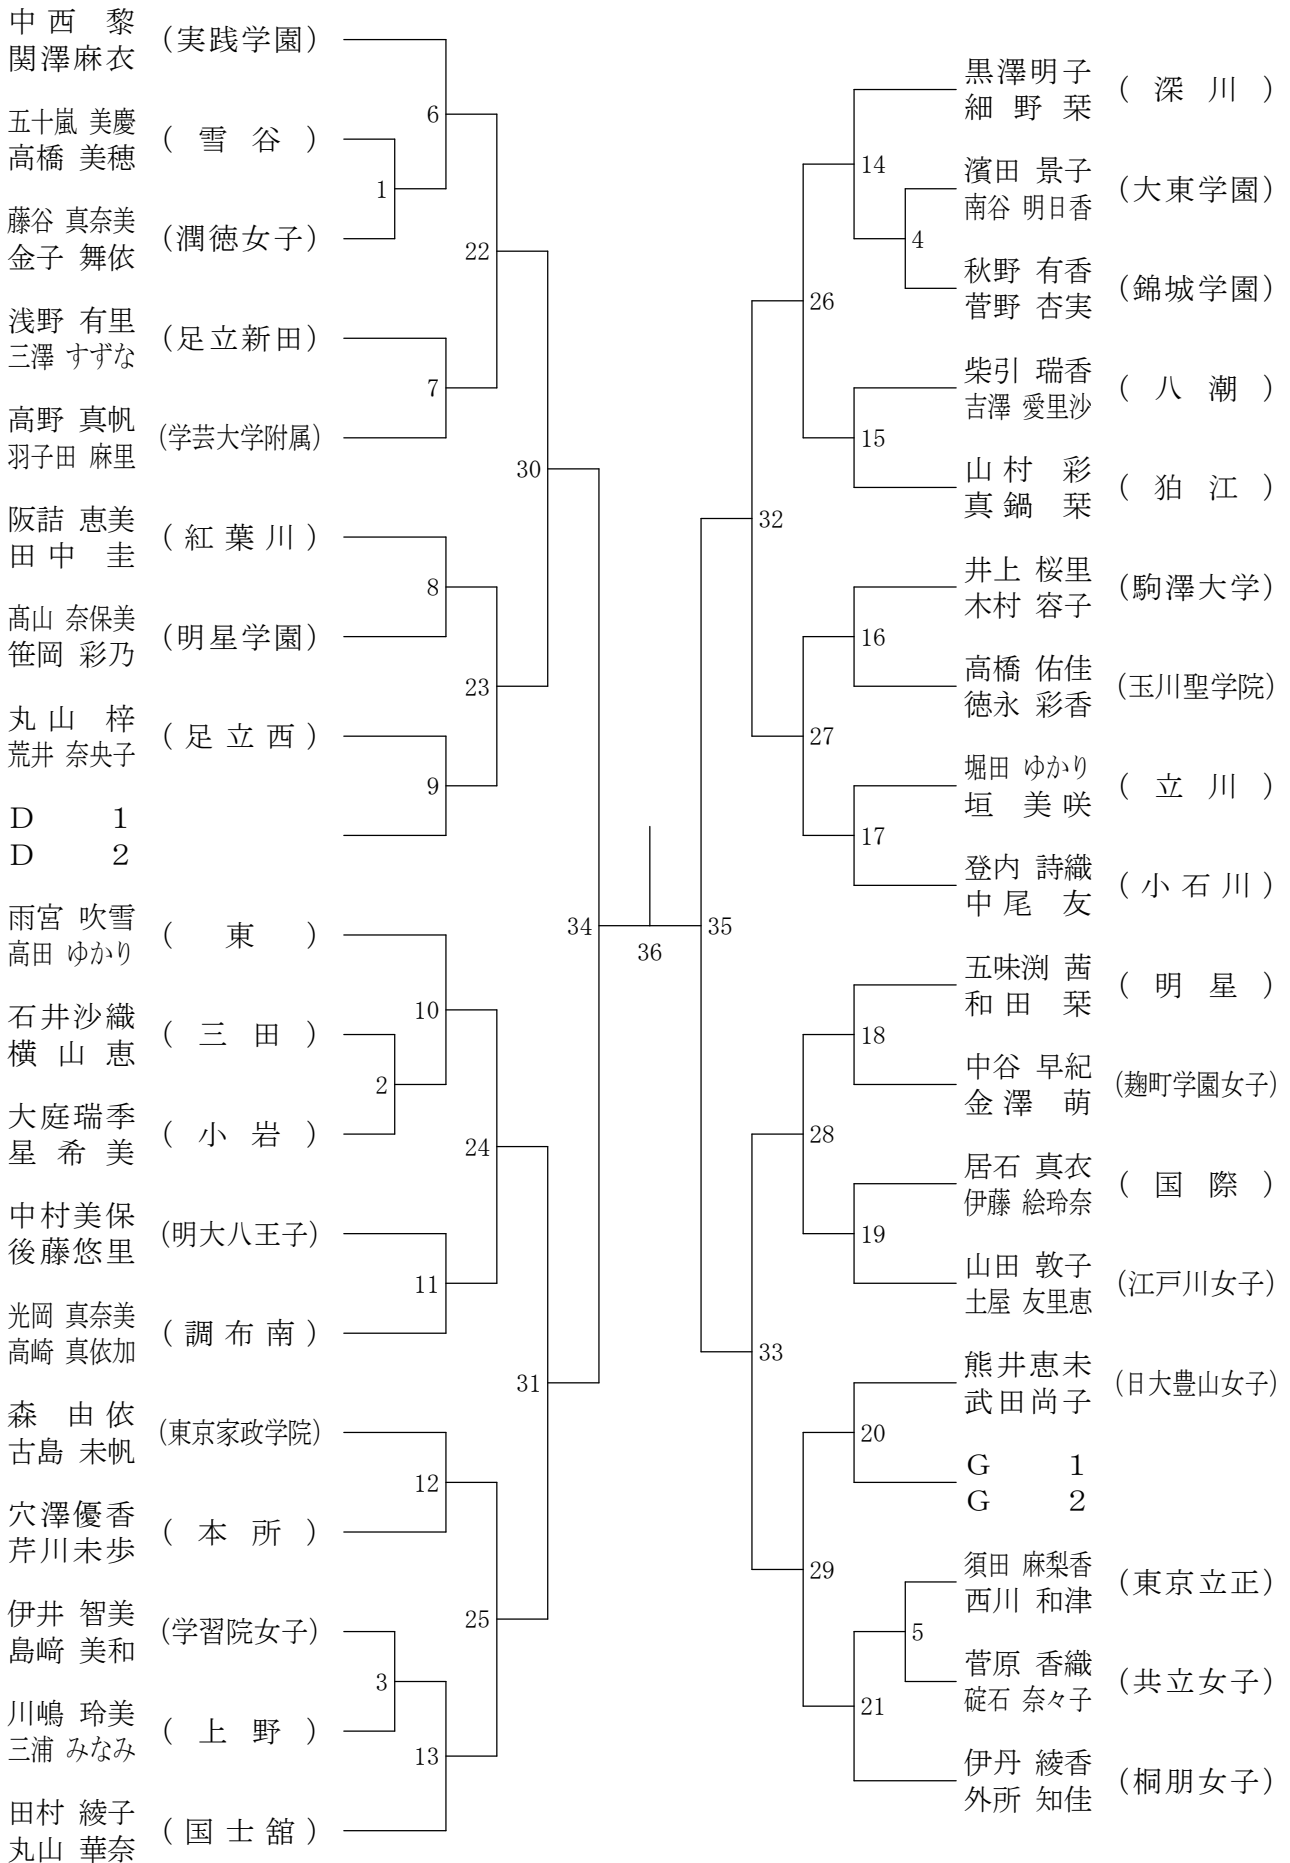 中西 黎
関澤麻衣
(実践学園)
五十嵐 美慶
高橋 美穂
(雪谷)
藤谷 真奈美
金子 舞依
(潤徳女子)
浅野 有里
三澤 すずな
(足立新田)
高野 真帆
羽子田 麻里
(学芸大学附属)
阪詰 恵美
田中 圭
(紅葉川)
髙山 奈保美
笹岡 彩乃
(明星学園)
丸山 梓
荒井 奈央子
(足立西)
D 1
D 2
雨宮 吹雪
高田 ゆかり
(東)
石井沙織
横山恵
(三田)
大庭瑞季
星希美
(小岩)
中村美保
後藤悠里
(明大八王子)
光岡 真奈美
高崎 真依加
(調布南)
森 由依
古島 未帆
(東京家政学院)
穴澤優香
芹川未歩
(本所)
伊井 智美
島﨑 美和
(学習院女子)
川嶋 玲美
三浦 みなみ
(上野)
田村 綾子
丸山 華奈
(国士舘)
1
2
3
6
7
8
9
10
11
12
13
22
23
24
25
30
31
34
36
35
32
33
26
27
28
29
14
15
16
17
18
19
20
21
4
5
黒澤明子
細野栞
(深川)
濱田 景子
南谷 明日香
(大東学園)
秋野 有香
菅野 杏実
(錦城学園)
柴引 瑞香
吉澤 愛里沙
(八潮)
山村 彩
真鍋 栞
(狛江)
井上 桜里
木村 容子
(駒澤大学)
高橋 佑佳
徳永 彩香
(玉川聖学院)
堀田 ゆかり
垣 美咲
(立川)
登内 詩織
中尾 友
(小石川)
五味渕 茜
和田 栞
(明星)
中谷 早紀
金澤 萌
(麹町学園女子)
居石 真衣
伊藤 絵玲奈
(国際)
山田 敦子
土屋 友里恵
(江戸川女子)
熊井恵未
武田尚子
(日大豊山女子)
G 1
G 2
須田 麻梨香
西川 和津
(東京立正)
菅原 香織
碇石 奈々子
(共立女子)
伊丹 綾香
外所 知佳
(桐朋女子)